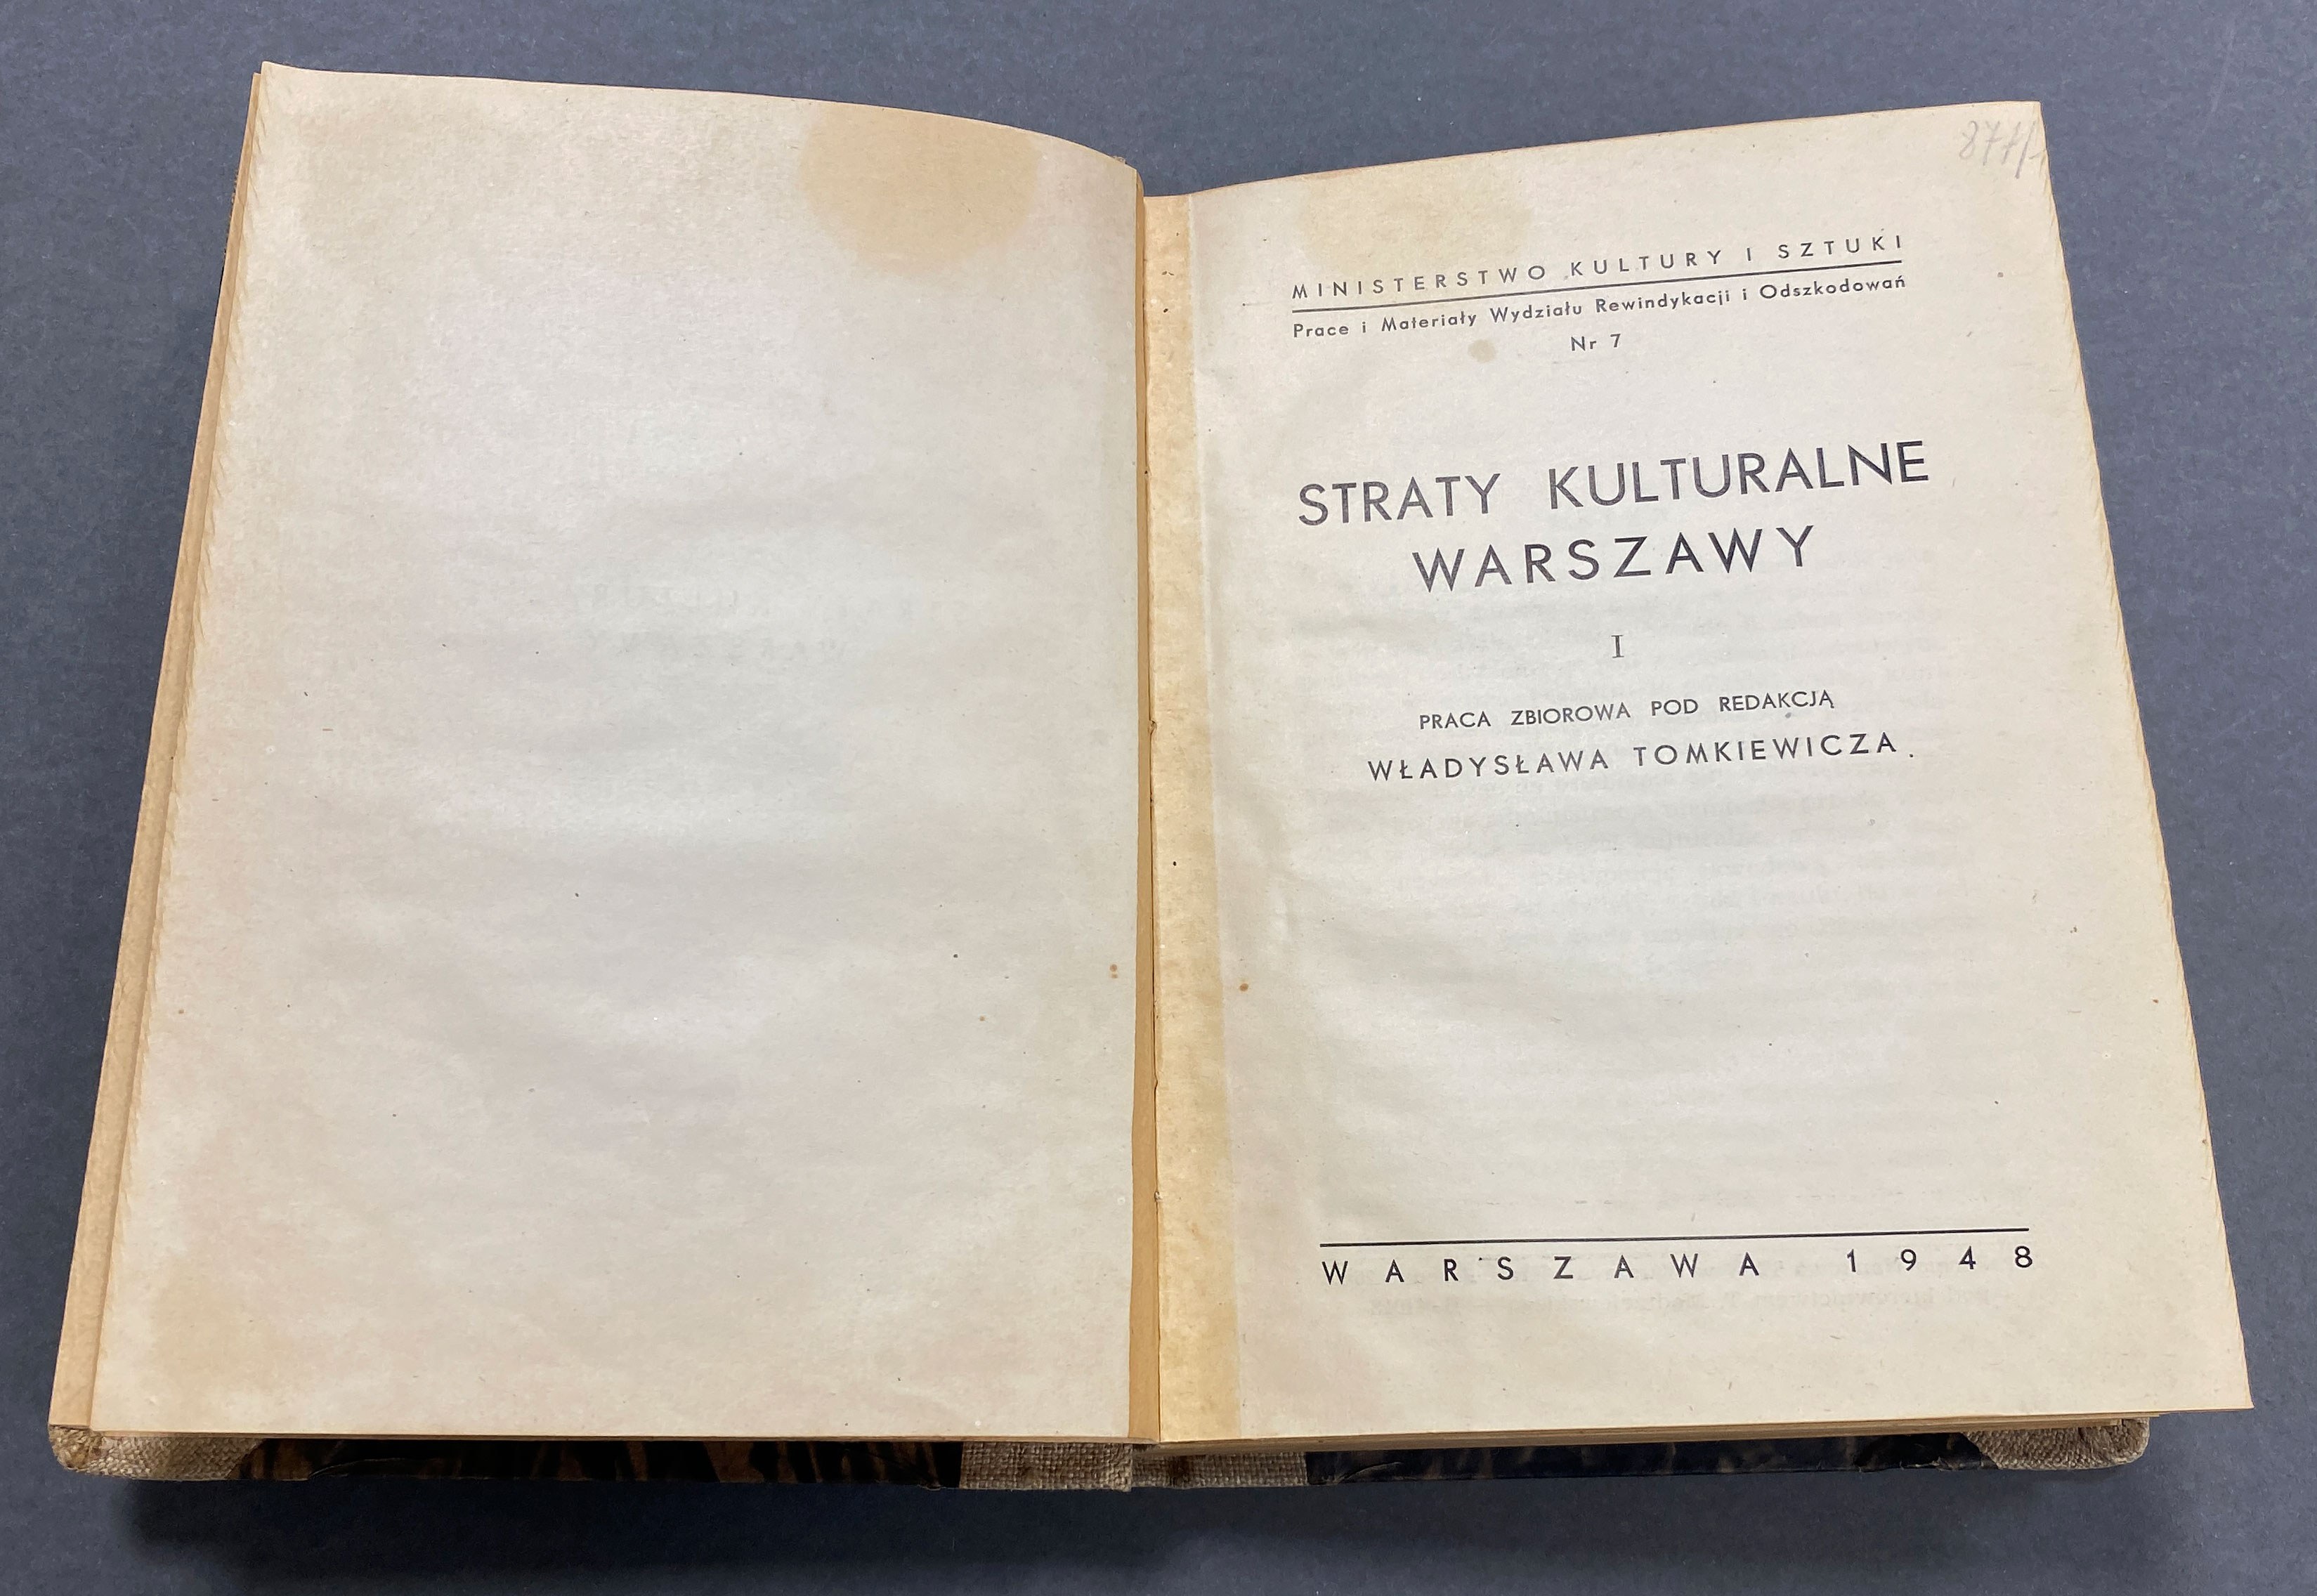 MINISTERSTWO KULTURY I SZTUKI
Prace i Materiały Wydziału Rewindykacji i Odszkodowań
Nr 7
STRATY KULTURALNE
WARSZAWY
I
PRACA ZBIOROWA POD REDAKCJĄ
WŁADYSŁAWA TOMKIEWICZA.
WARSZAWA 1948